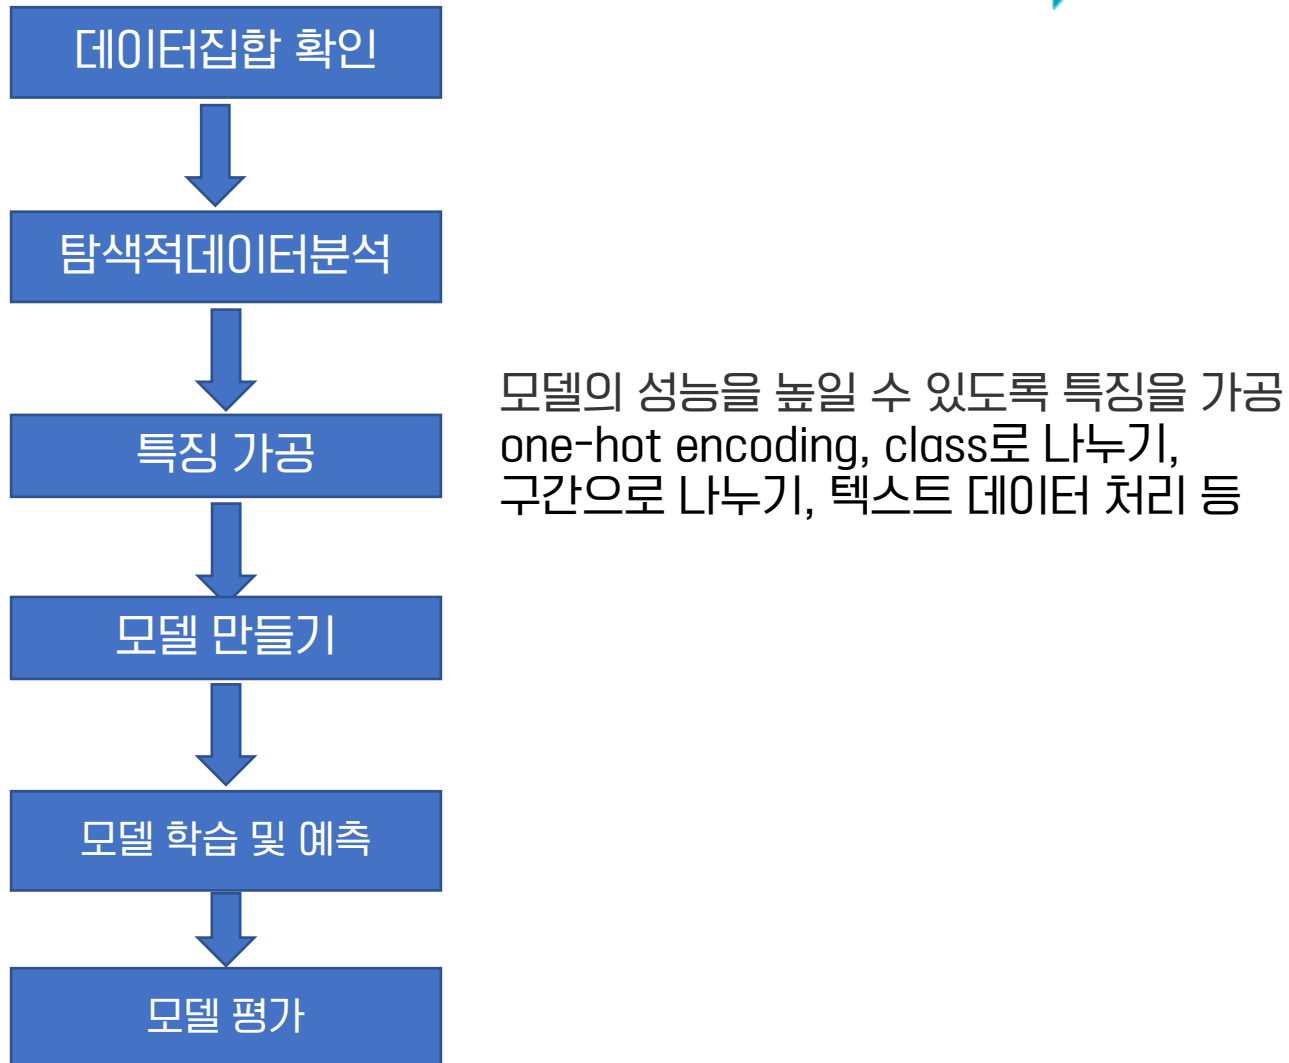 데이터집합 확인
탐색적데이터분석
특징 가공
모델의 성능을 높일 수 있도록 특징을 가공
one-hot encoding, class로 나누기,
구간으로 나누기, 텍스트 데이터 처리 등
모델 만들기
모델 학습 및 예측
모델 평가